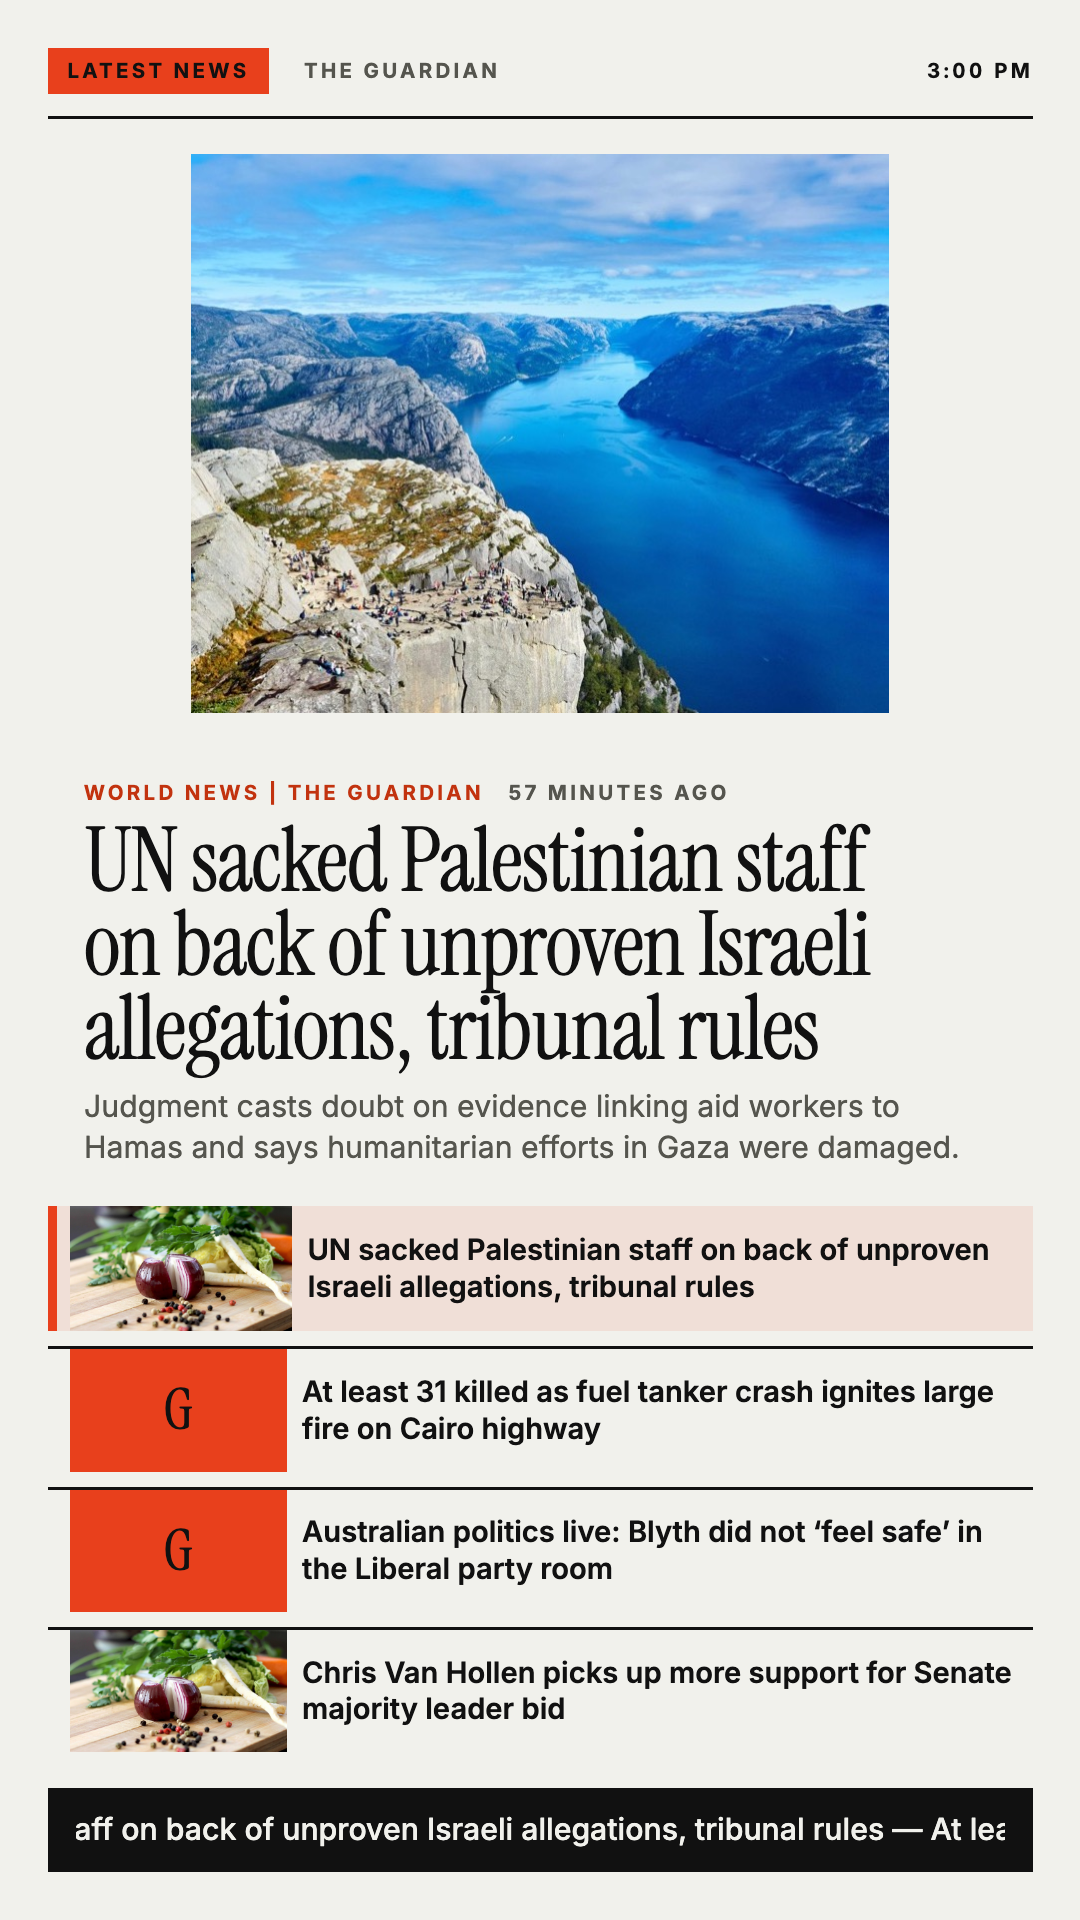 LATEST NEWS
THE GUARDIAN
3:00 PM
WORLD NEWS | THE GUARDIAN 57 MINUTES AGO
UN sacked Palestinian staff
on back of unproven Israeli
allegations, tribunal rules
Judgment casts doubt on evidence linking aid workers to
Hamas and says humanitarian efforts in Gaza were damaged.
UN sacked Palestinian staff on back of unproven
Israeli allegations, tribunal rules
G
At least 31 killed as fuel tanker crash ignites large
fire on Cairo highway
G
Australian politics live: Blyth did not ‘feel safe’ in
the Liberal party room
Chris Van Hollen picks up more support for Senate
majority leader bid
aff on back of unproven Israeli allegations, tribunal rules — At lea